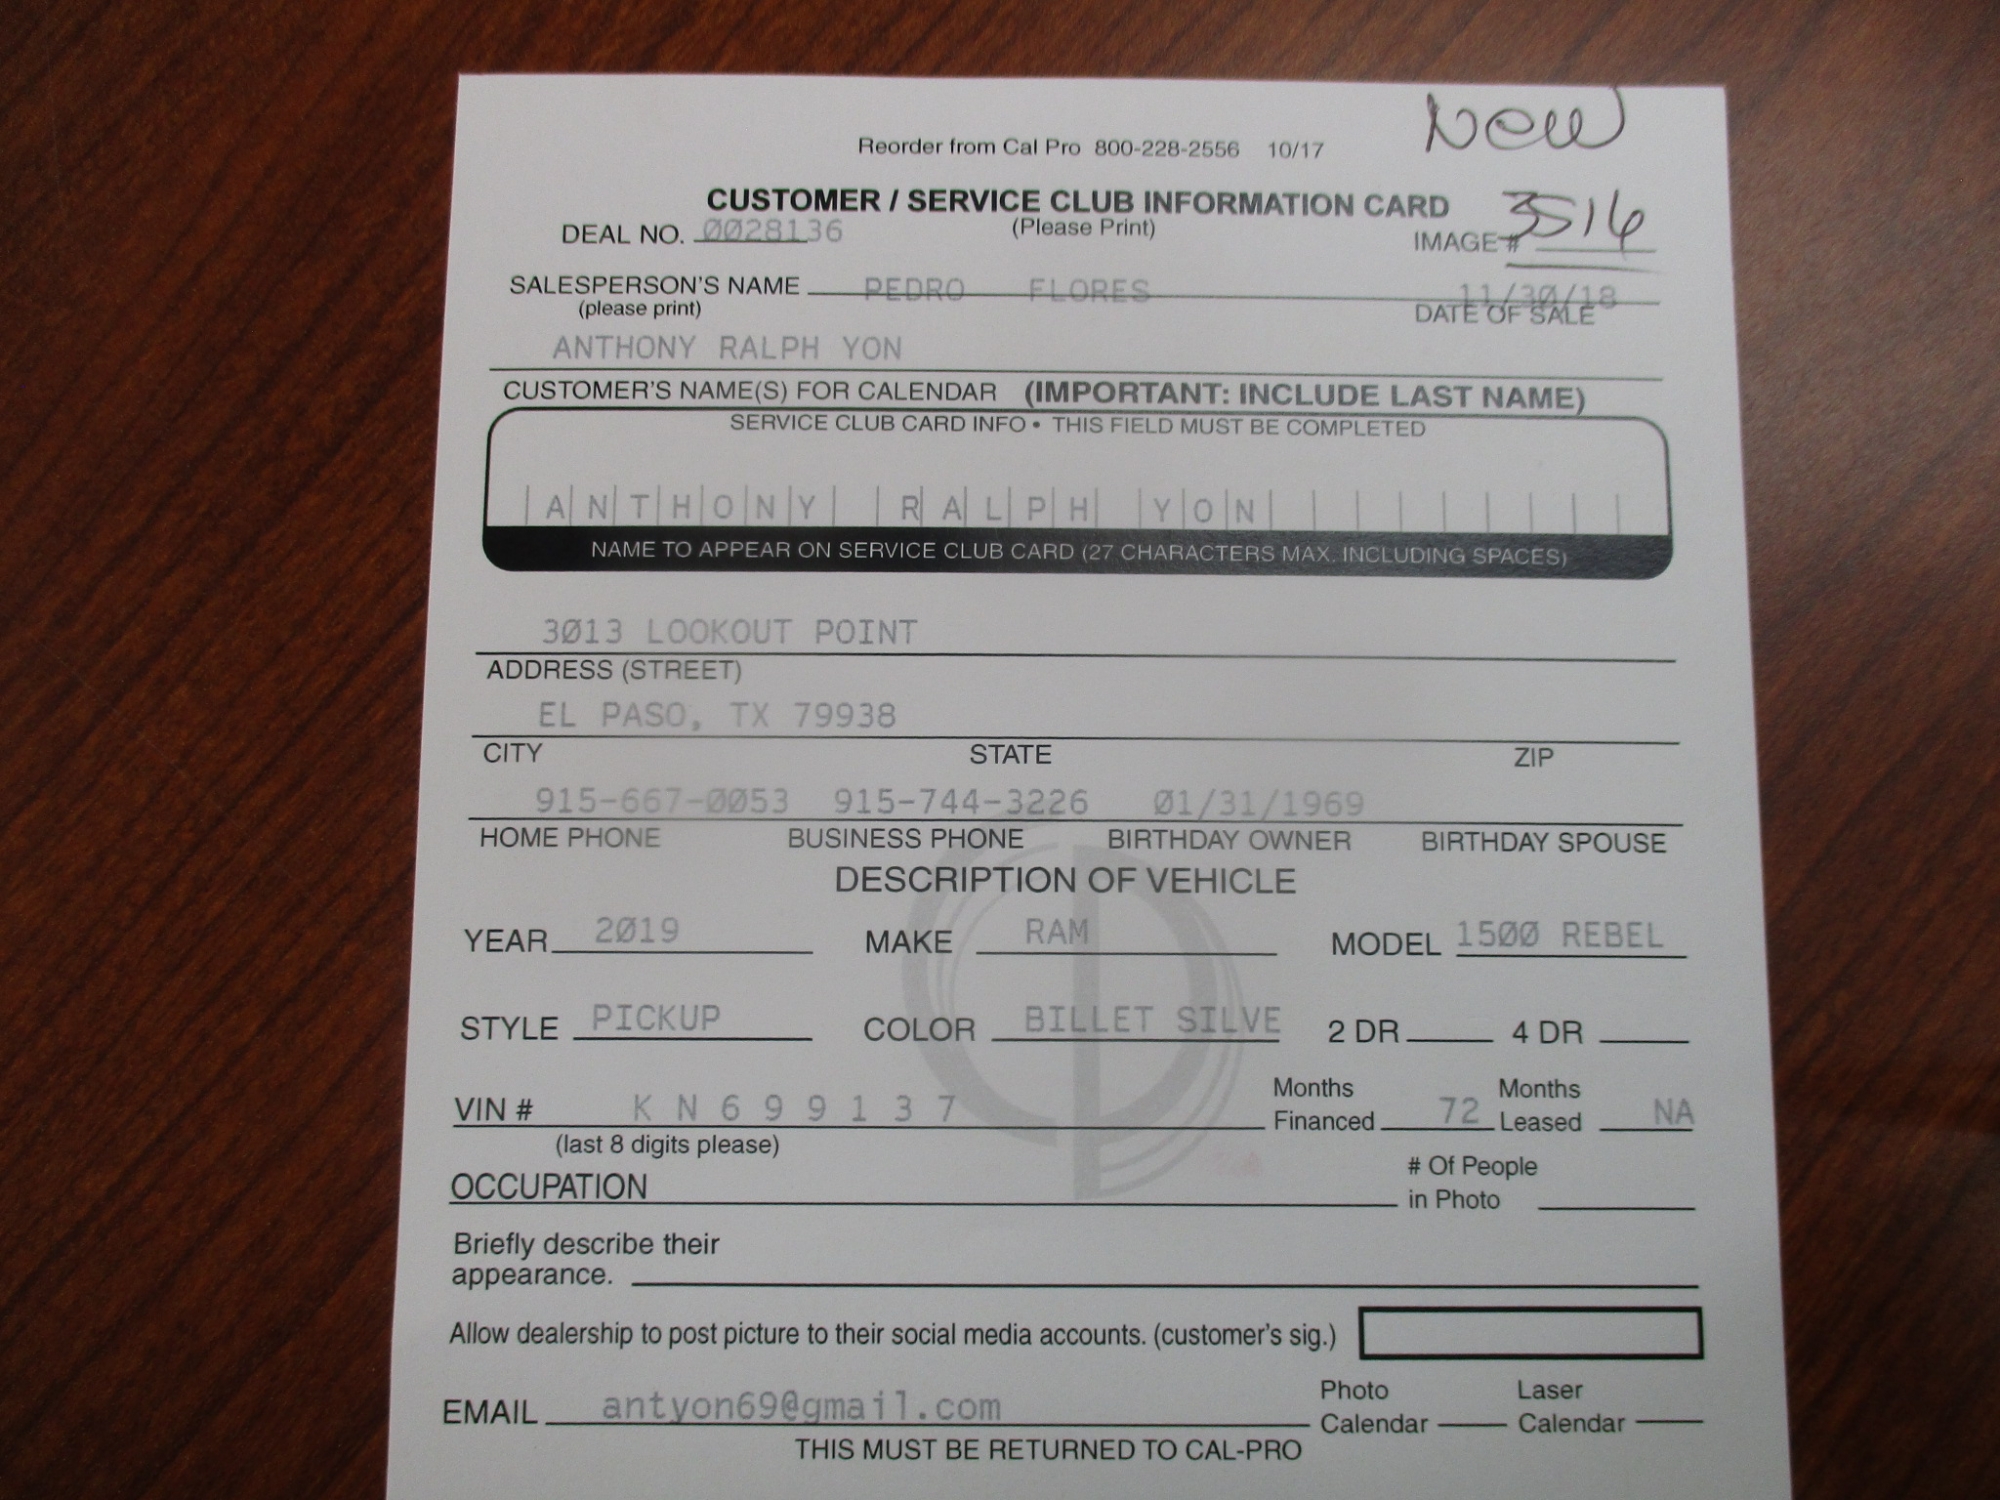 New
Reorder from Cal Pro 800-228-2556 10/17
CUSTOMER / SERVICE CLUB INFORMATION CARD
DEAL NO. 0028136 (Please Print) IMAGE # 3516
SALESPERSON'S NAME PEDRO FLORES 11/30/18
(please print) DATE OF SALE
ANTHONY RALPH YON
CUSTOMER'S NAME(S) FOR CALENDAR (IMPORTANT: INCLUDE LAST NAME)
SERVICE CLUB CARD INFO • THIS FIELD MUST BE COMPLETED
ANTHONY RALPH YON
NAME TO APPEAR ON SERVICE CLUB CARD (27 CHARACTERS MAX. INCLUDING SPACES)
3013 LOOKOUT POINT
ADDRESS (STREET)
EL PASO, TX 79938
CITY STATE ZIP
915-667-0053 915-744-3226 01/31/1969
HOME PHONE BUSINESS PHONE BIRTHDAY OWNER BIRTHDAY SPOUSE
DESCRIPTION OF VEHICLE
YEAR 2019 MAKE RAM MODEL 1500 REBEL
STYLE PICKUP COLOR BILLET SILVE 2 DR 4 DR
Months Months
VIN # K N 6 9 9 1 3 7 Financed 72 Leased NA
(last 8 digits please)
# Of People
OCCUPATION in Photo
Briefly describe their
appearance.
Allow dealership to post picture to their social media accounts. (customer's sig.)
Photo Laser
EMAIL antyon69@gmail.com Calendar Calendar
THIS MUST BE RETURNED TO CAL-PRO